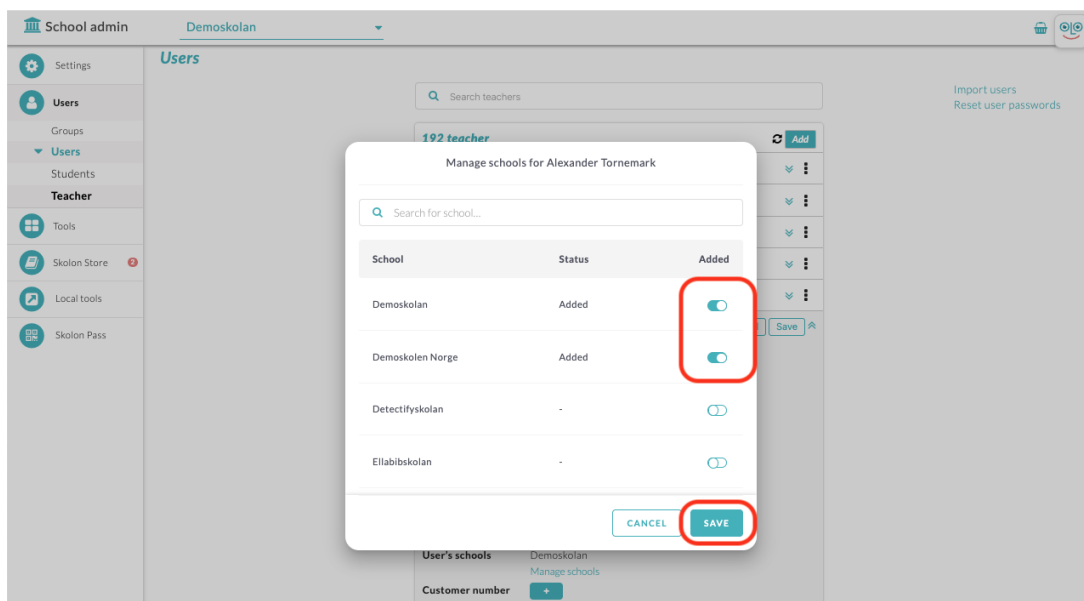 School admin
Demoskolan
Settings
Users
Groups
Users
Students
Teacher
Tools
Skolon Store 2
Local tools
Skolon Pass
Users
Search teachers
Import users
Reset user passwords
192 teacher
Add
Manage schools for Alexander Tornemark
Search for school...
School Status Added
Demoskolan Added
Demoskolen Norge Added
Detectifyskolan -
Ellabibskolan -
CANCEL SAVE
Save
User's schools Demoskolan
Manage schools
Customer number +